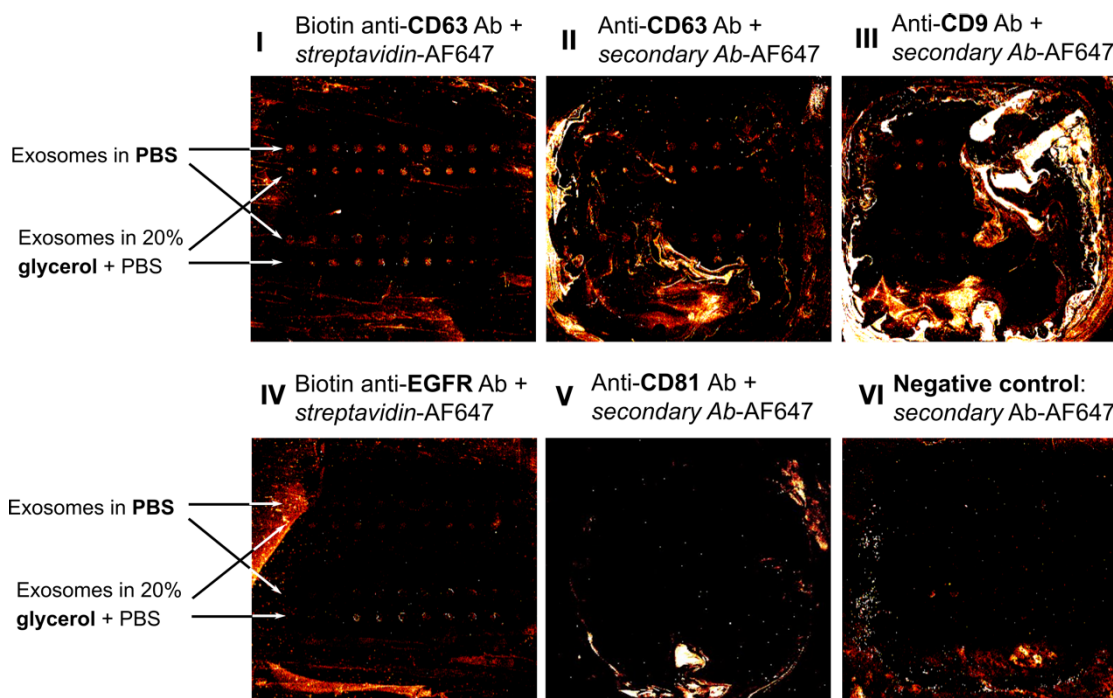 I
Biotin anti-CD63 Ab +
streptavidin-AF647
II
Anti-CD63 Ab +
secondary Ab-AF647
III
Anti-CD9 Ab +
secondary Ab-AF647
Exosomes in PBS
Exosomes in 20%
glycerol + PBS
IV
Biotin anti-EGFR Ab +
streptavidin-AF647
V
Anti-CD81 Ab +
secondary Ab-AF647
VI
Negative control:
secondary Ab-AF647
Exosomes in PBS
Exosomes in 20%
glycerol + PBS